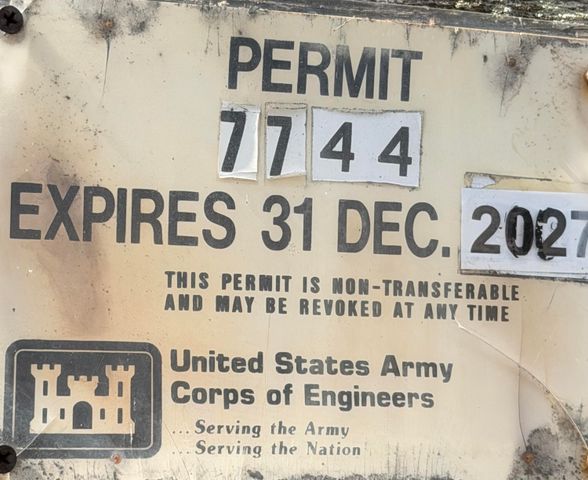 PERMIT
7744
EXPIRES 31 DEC. 2027
THIS PERMIT IS NON-TRANSFERABLE
AND MAY BE REVOKED AT ANY TIME
United States Army
Corps of Engineers
...Serving the Army
...Serving the Nation